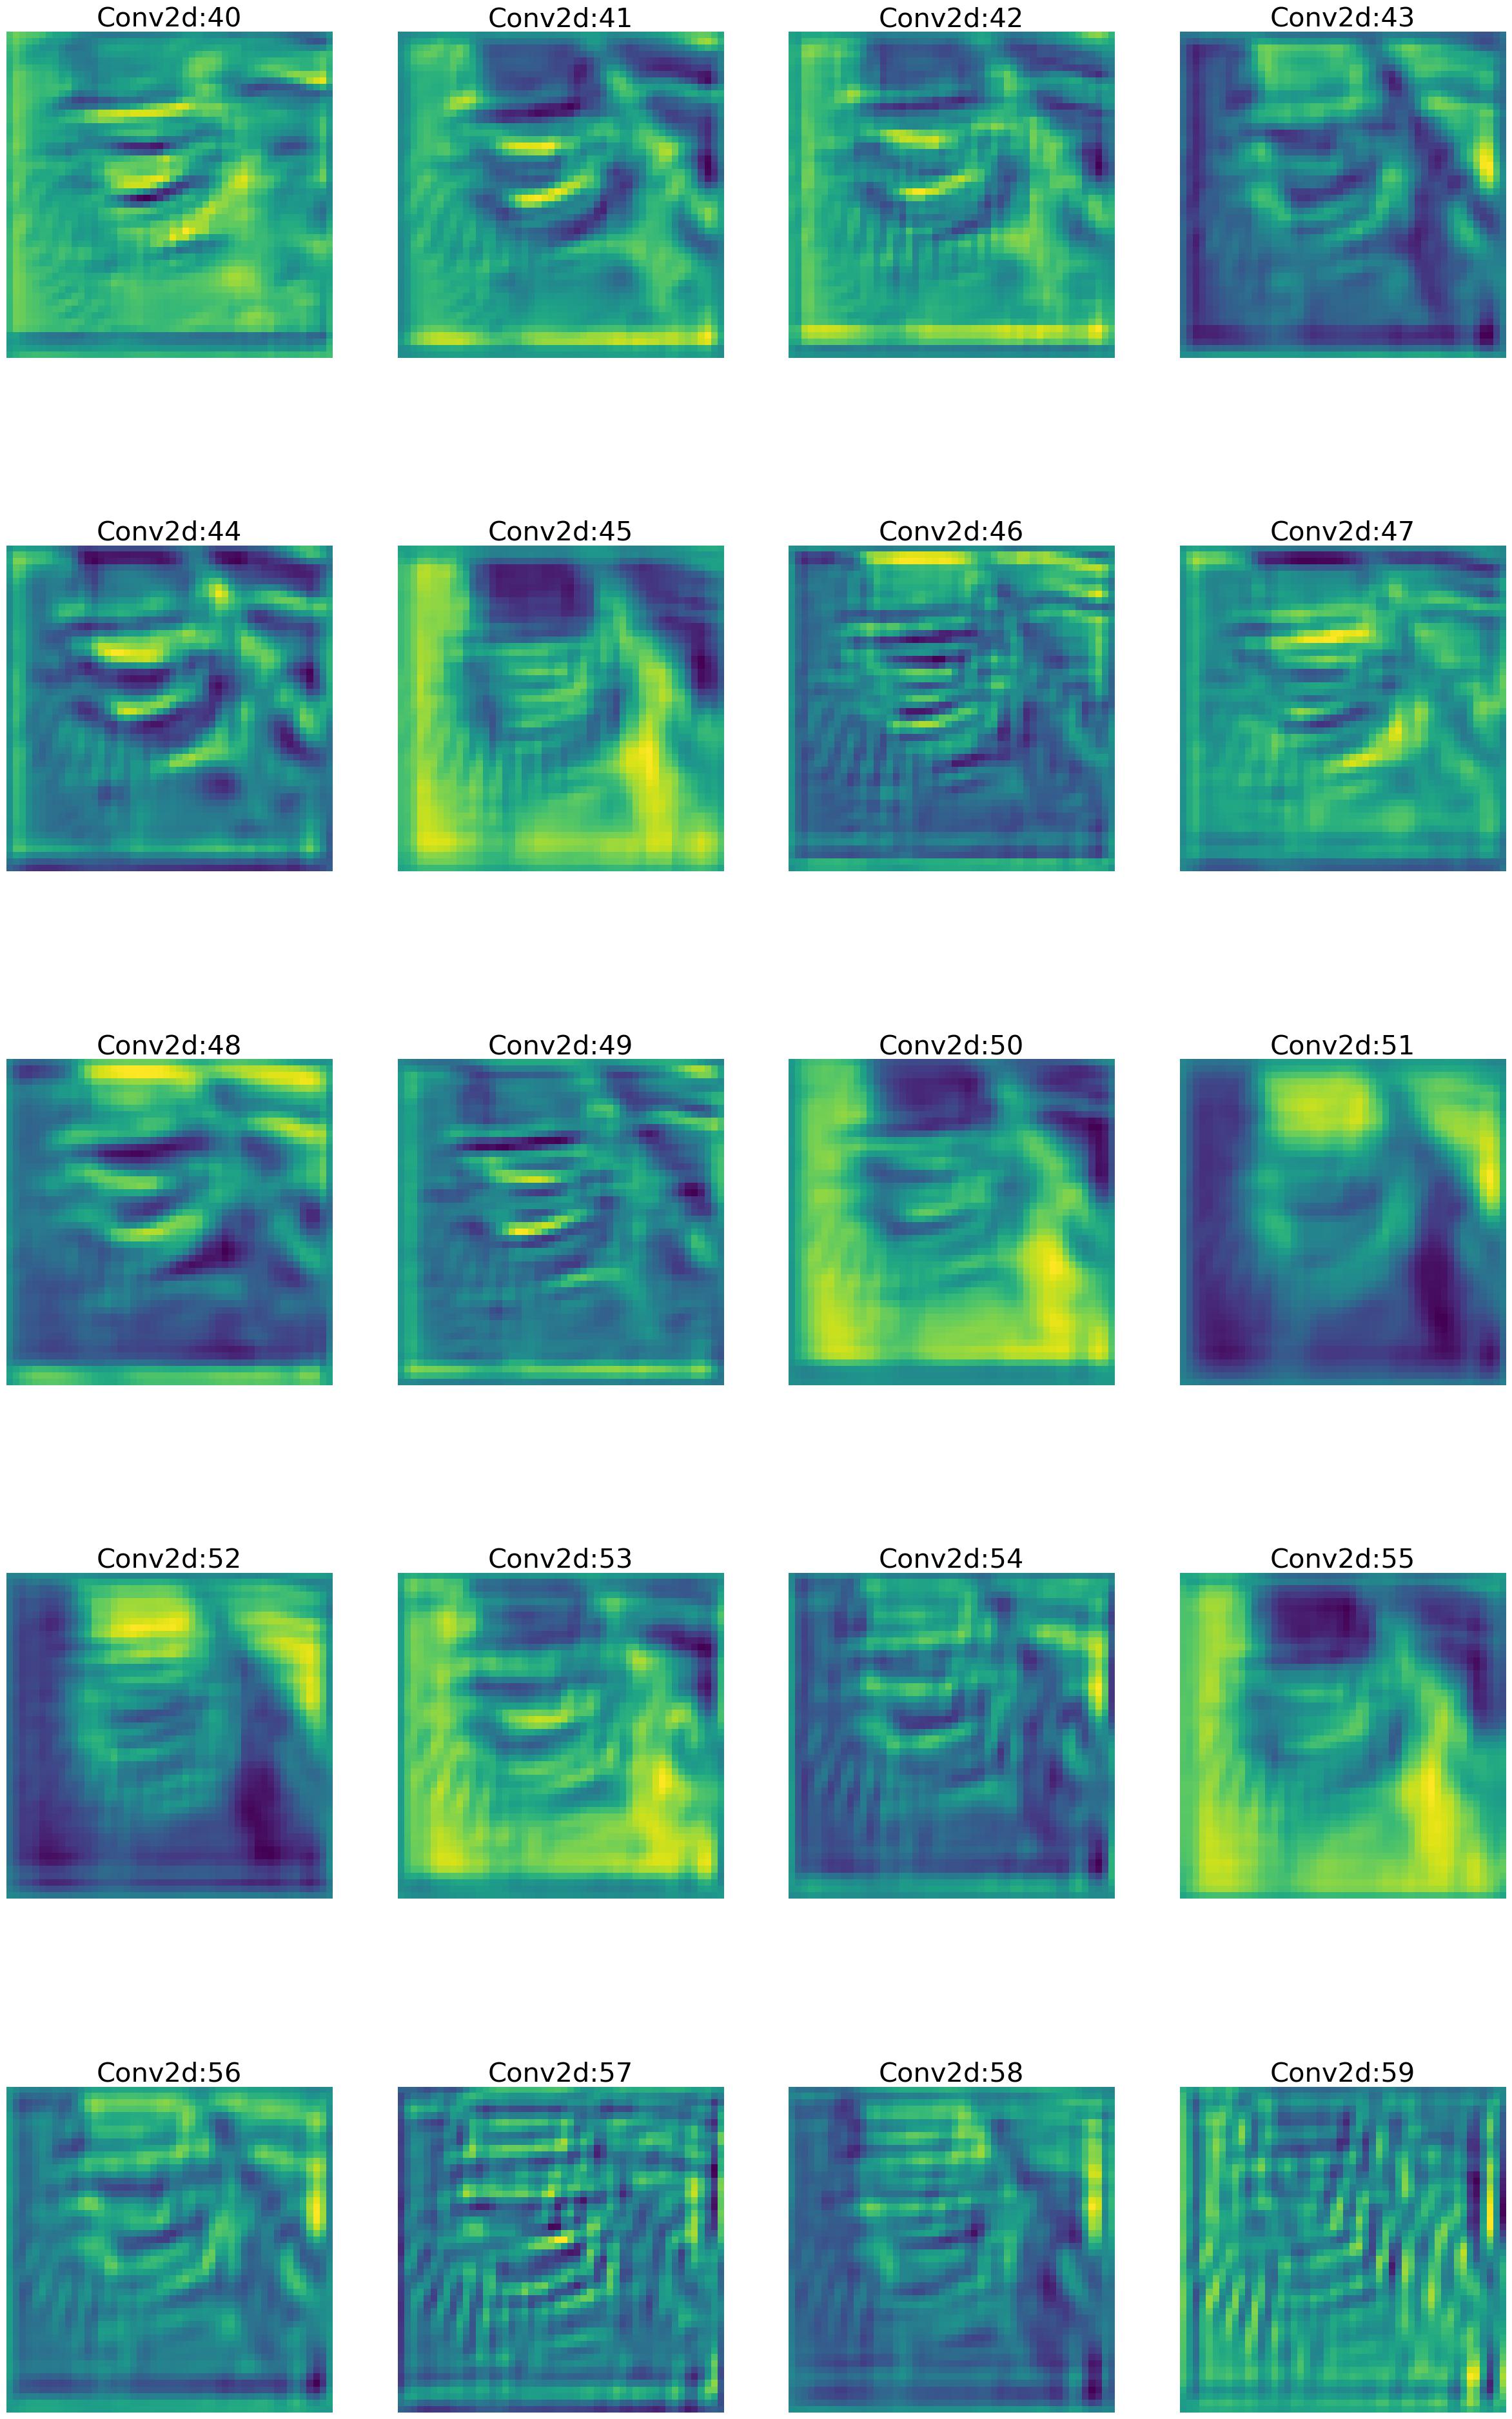 Conv2d:40 Conv2d:41 Conv2d:42 Conv2d:43
Conv2d:44 Conv2d:45 Conv2d:46 Conv2d:47
Conv2d:48 Conv2d:49 Conv2d:50 Conv2d:51
Conv2d:52 Conv2d:53 Conv2d:54 Conv2d:55
Conv2d:56 Conv2d:57 Conv2d:58 Conv2d:59